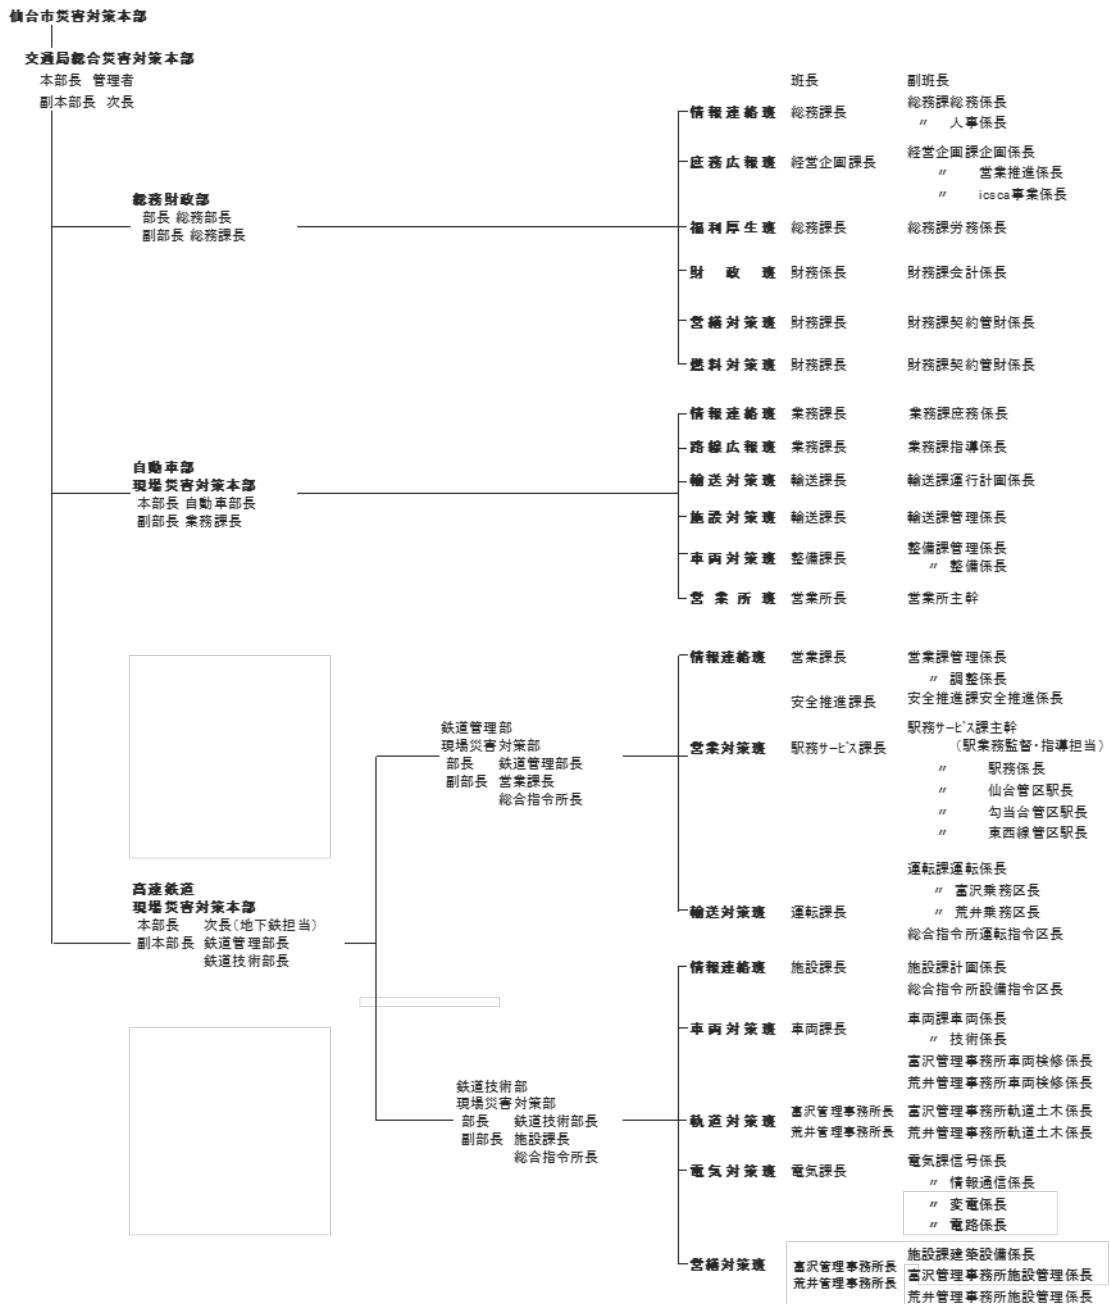 仙台市災害対策本部
交通局総合災害対策本部
本部長 管理者
副本部長 次長
班長 副班長
総務財政部
部長 総務部長
副部長 総務課長
情報連絡班 総務課長 総務課総務係長
〃 人事係長
庶務広報班 経営企画課長 経営企画課企画係長
〃 営業推進係長
〃 icsca事業係長
福利厚生班 総務課長 総務課労務係長
財政班 財務係長 財務課会計係長
営繕対策班 財務課長 財務課契約管財係長
燃料対策班 財務課長 財務課契約管財係長
自動車部
現場災害対策本部
本部長 自動車部長
副部長 業務課長
情報連絡班 業務課長 業務課庶務係長
路線広報班 業務課長 業務課指導係長
輸送対策班 輸送課長 輸送課運行計画係長
施設対策班 輸送課長 輸送課管理係長
車両対策班 整備課長 整備課管理係長
〃 整備係長
営業所班 営業所長 営業所主幹
高速鉄道
現場災害対策本部
本部長 次長(地下鉄担当)
副本部長 鉄道管理部長
鉄道技術部長
鉄道管理部
現場災害対策部
部長 鉄道管理部長
副部長 営業課長
総合指令所長
情報連絡班 営業課長 営業課管理係長
〃 調整係長
安全推進課長 安全推進課安全推進係長
営業対策班 駅務サービス課長 駅務サービス課主幹
(駅業務監督・指導担当)
〃 駅務係長
〃 仙台管区駅長
〃 勾当台管区駅長
〃 東西線管区駅長
輸送対策班 運転課長 運転課運転係長
〃 富沢乗務区長
〃 荒井乗務区長
総合指令所運転指令区長
鉄道技術部
現場災害対策部
部長 鉄道技術部長
副部長 施設課長
総合指令所長
情報連絡班 施設課長 施設課計画係長
総合指令所設備指令区長
車両対策班 車両課長 車両課車両係長
〃 技術係長
富沢管理事務所車両検修係長
荒井管理事務所車両検修係長
軌道対策班 富沢管理事務所長 富沢管理事務所軌道土木係長
荒井管理事務所長 荒井管理事務所軌道土木係長
電気対策班 電気課長 電気課信号係長
〃 情報通信係長
〃 変電係長
〃 電路係長
営繕対策班 施設課建築設備係長
富沢管理事務所長 富沢管理事務所施設管理係長
荒井管理事務所長 荒井管理事務所施設管理係長